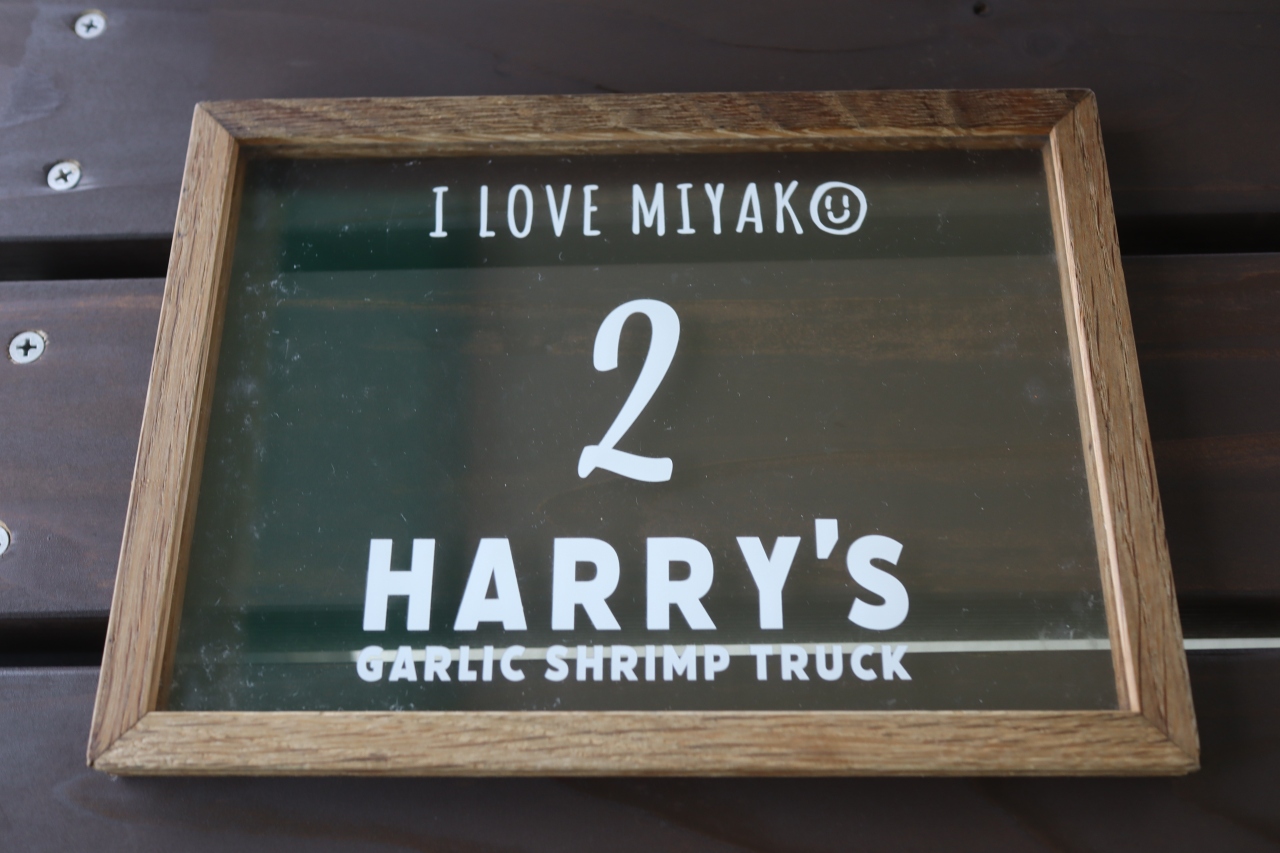 I LOVE MIYAKO
2
HARRY'S
GARLIC SHRIMP TRUCK